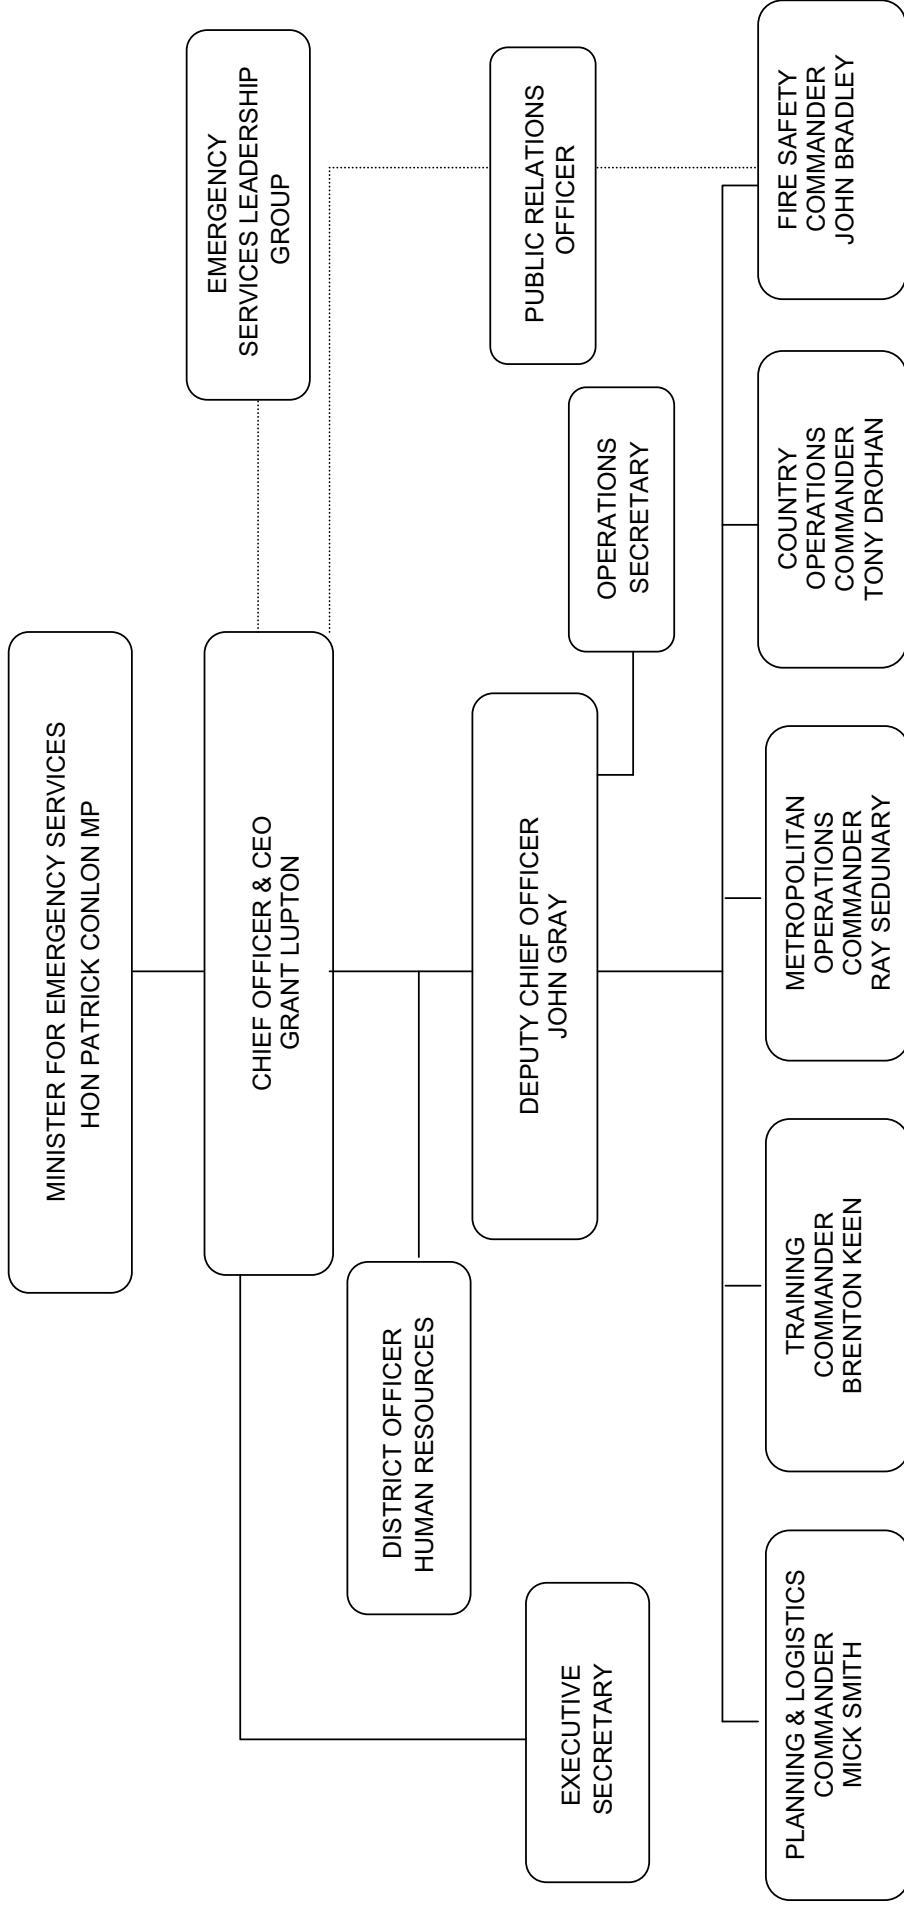 MINISTER FOR EMERGENCY SERVICES
HON PATRICK CONLON MP
CHIEF OFFICER & CEO
GRANT LUPTON
EMERGENCY
SERVICES LEADERSHIP
GROUP
DISTRICT OFFICER
HUMAN RESOURCES
EXECUTIVE
SECRETARY
DEPUTY CHIEF OFFICER
JOHN GRAY
OPERATIONS
SECRETARY
PUBLIC RELATIONS
OFFICER
PLANNING & LOGISTICS
COMMANDER
MICK SMITH
TRAINING
COMMANDER
BRENTON KEEN
METROPOLITAN
OPERATIONS
COMMANDER
RAY SEDUNARY
COUNTRY
OPERATIONS
COMMANDER
TONY DROHAN
FIRE SAFETY
COMMANDER
JOHN BRADLEY